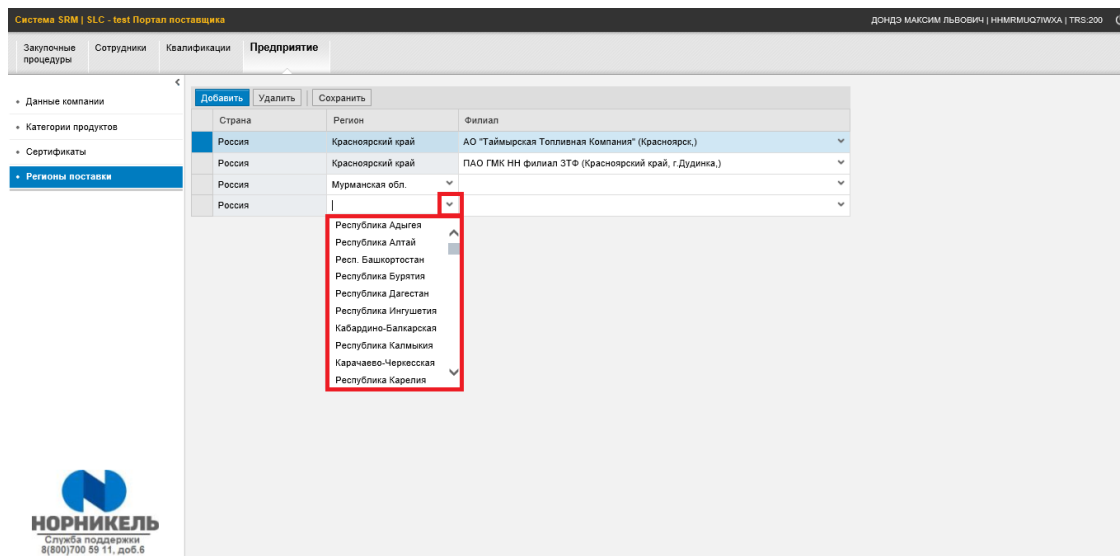 Система SRM | SLC - test Портал поставщика
ДОНДЭ МАКСИМ ЛЬВОВИЧ | HHMRMUQ7IWXA | TRS:200
Закупочные процедуры
Сотрудники
Квалификации
Предприятие
Данные компании
Категории продуктов
Сертификаты
Регионы поставки
Добавить Удалить Сохранить
Страна Регион Филиал
Россия Красноярский край АО "Таймырская Топливная Компания" (Красноярск,)
Россия Красноярский край ПАО ГМК НН филиал ЗТФ (Красноярский край, г.Дудинка,)
Россия Мурманская обл.
Россия
Республика Адыгея
Республика Алтай
Респ. Башкортостан
Республика Бурятия
Республика Дагестан
Республика Ингушетия
Кабардино-Балкарская
Республика Калмыкия
Карачаево-Черкесская
Республика Карелия
НОРНИКЕЛЬ
Служба поддержки
8(800)700 59 11, доб.6